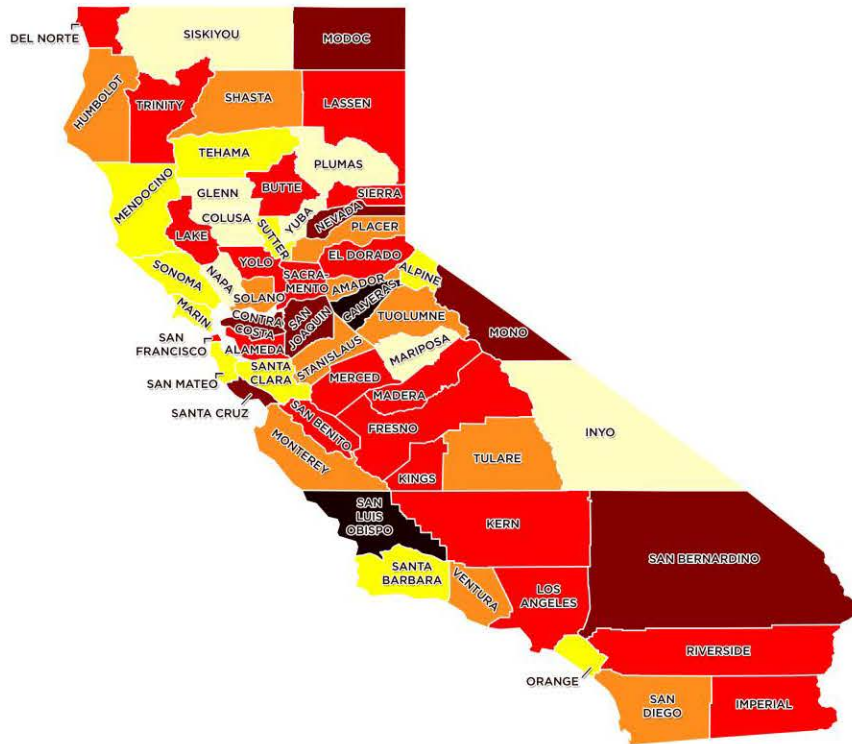 DEL NORTE
SISKIYOU
MODOC
HUMBOLDT
TRINITY
SHASTA
LASSEN
TEHAMA
PLUMAS
MENDOCINO
GLENN
BUTTE
SIERRA
COLUSA
YUBA
NEVADA
LAKE
SUTTER
PLACER
YOLO
EL DORADO
SONOMA
NAPA
SACRA-
MENTO
ALPINE
AMADOR
SOLANO
CALVERAS
MARIN
CONTRA
COSTA
SAN
JOAQUIN
TUOLUMNE
MONO
SAN
FRANCISCO
ALAMEDA
STANISLAUS
MARIPOSA
SANTA
CLARA
SAN MATEO
MERCED
MADERA
SANTA CRUZ
SAN BENITO
FRESNO
INYO
MONTEREY
TULARE
KINGS
SAN
LUIS
OBISPO
KERN
SAN BERNARDINO
SANTA
BARBARA
VENTURA
LOS
ANGELES
RIVERSIDE
ORANGE
SAN
DIEGO
IMPERIAL